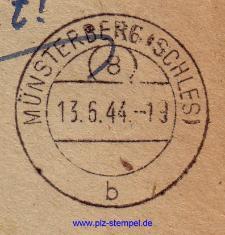 MÜNSTERBERG (SCHLES)
(8)
13.6.44.-19
b
www.plz-stempel.de